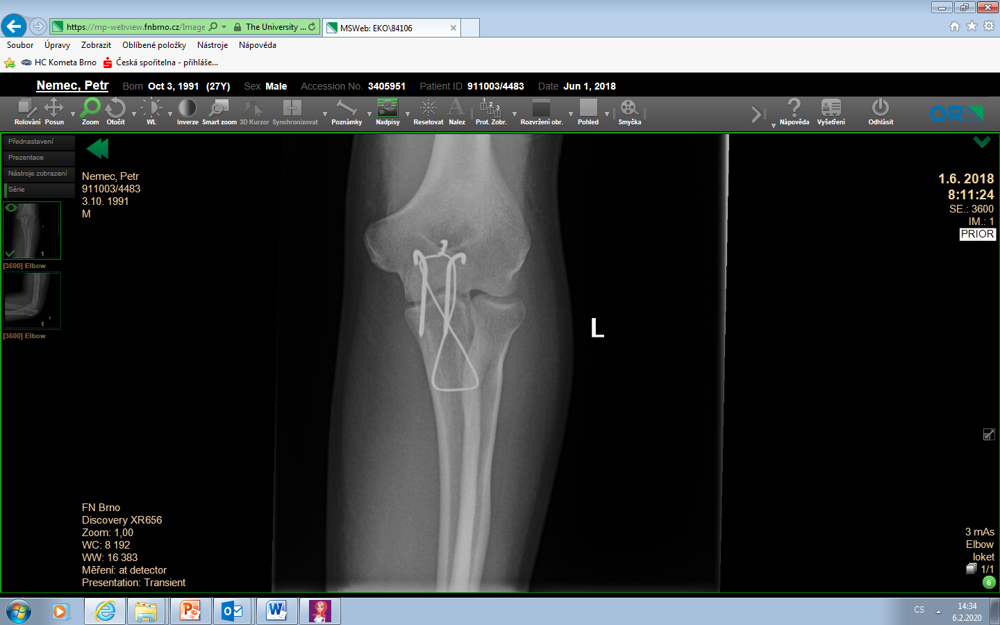 https://mp-webview.fnbrno.cz/Image
The University ...
MSWeb: EKO\84106
Soubor Úpravy Zobrazit Oblíbené položky Nástroje Nápověda
HC Kometa Brno Česká spořitelna - přihláše...
Nemec, Petr Born Oct 3, 1991 (27Y) Sex Male Accession No. 3405951 Patient ID 911003/4483 Date Jun 1, 2018
1 2 3
A
Rolování Posun Zoom Otočit WL Inverze Smart zoom 3D Kurzor Synchronizovat Poznámky Nadpisy Resetovat Nalez Prot. Zobr. Rozvržení obr. Pohled Smyčka Nápověda Vyšetření Odhlásit
Přednastavení
Prezentace
Nástroje zobrazení
Série
1
[3600] Elbow
1
[3600] Elbow
Nemec, Petr
911003/4483
3.10. 1991
M
1.6. 2018
8:11:24
SE.: 3600
IM.: 1
PRIOR
L
FN Brno
Discovery XR656
Zoom: 1,00
WC: 8 192
WW: 16 383
Měření: at detector
Presentation: Transient
3 mAs
Elbow
loket
1/1
6
CS
14:34
6.2.2020